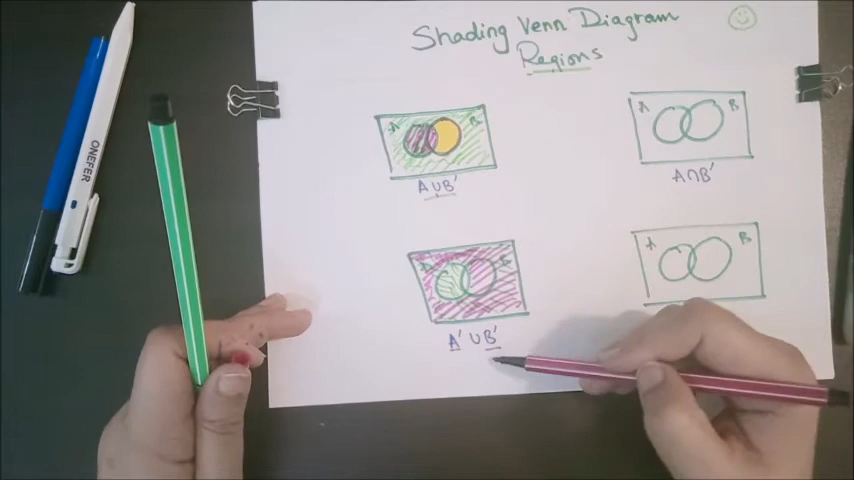 Shading Venn Diagram
Regions
A B
A∪B'
A B
A∩B'
A B
A'∪B'
A B
ONEFER